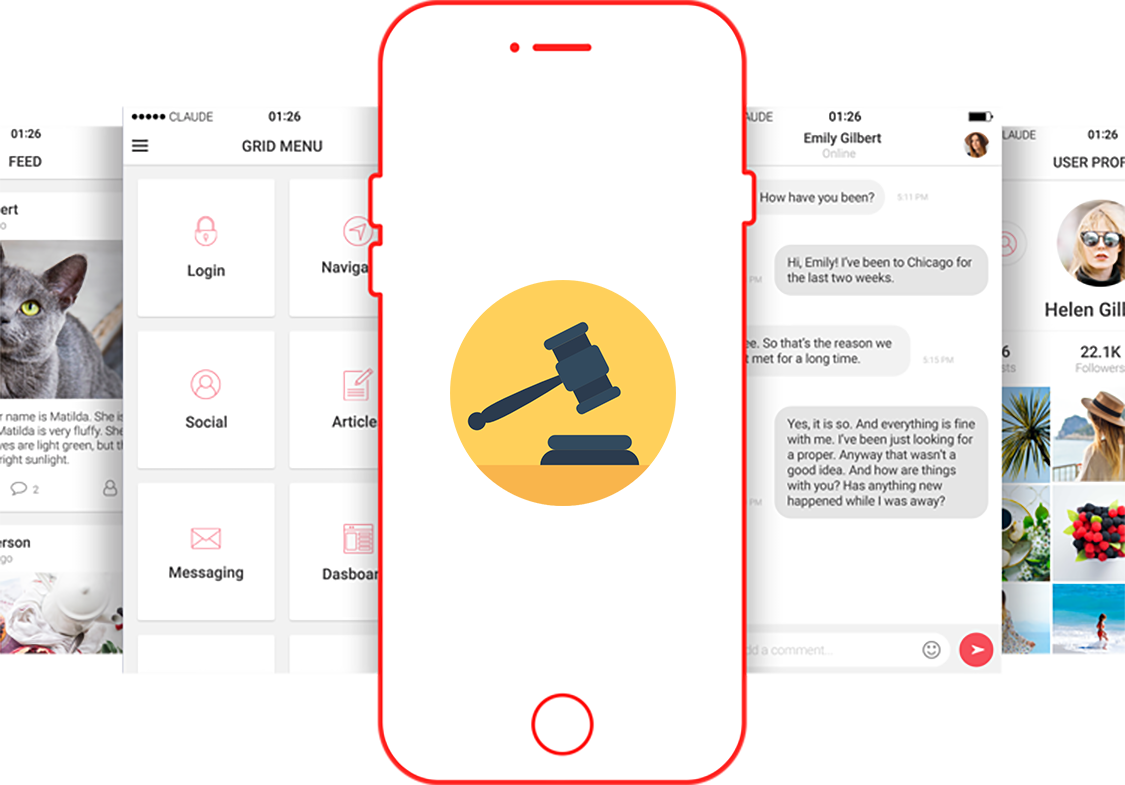 01:26
FEED
ert
o
r name is Matilda. She is
Matilda is very fluffy. She
yes are light green, but th
right sunlight.
2
erson
go
CLAUDE
01:26
GRID MENU
Login
Naviga
Social
Article
Messaging
Dasboar
AUDE
01:26
Emily Gilbert
Online
How have you been?
5:11 PM
Hi, Emily! I've been to Chicago for
the last two weeks.
PM
ee. So that's the reason we
t met for a long time.
5:15 PM
Yes, it is so. And everything is fine
with me. I've been just looking for
a proper. Anyway that wasn't a
good idea. And how are things
with you? Has anything new
happened while I was away?
PM
dd a comment...
LAUDE
01:26
USER PROF
Helen Gil
6
sts
22.1K
Followers